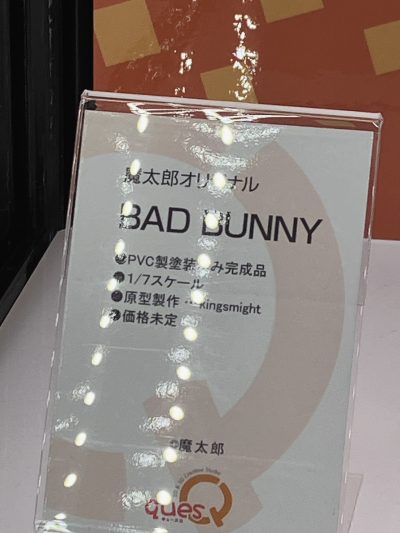 魔太郎オリジナル
BAD BUNNY
●PVC製塗装済み完成品
●1/7スケール
●原型製作…kingsmight
●価格未定
©魔太郎
quesQ